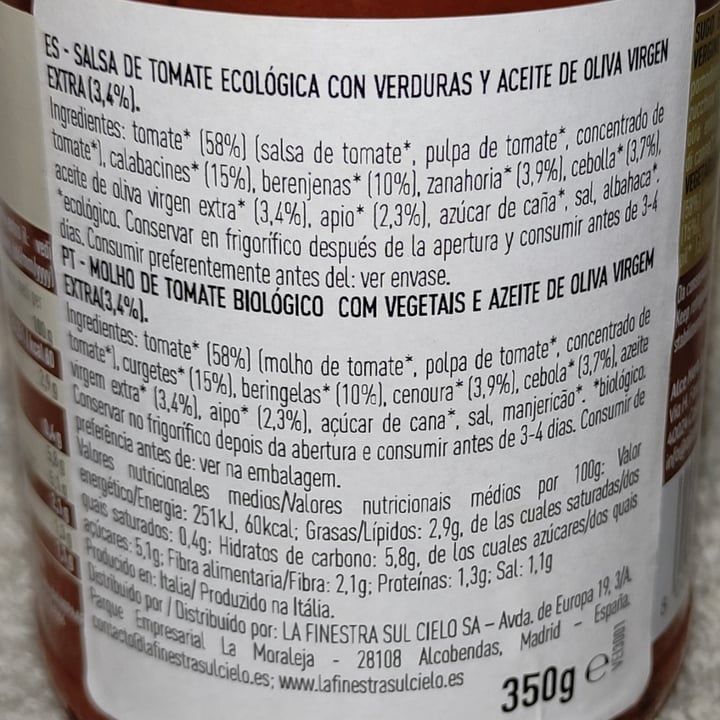 ES - SALSA DE TOMATE ECOLÓGICA CON VERDURAS Y ACEITE DE OLIVA VIRGEN
EXTRA (3,4%).
Ingredientes: tomate* (58%) (salsa de tomate*, pulpa de tomate*, concentrado de
tomate*), calabacines* (15%), berenjenas* (10%), zanahoria* (3,9%), cebolla* (3,7%),
aceite de oliva virgen extra* (3,4%), apio* (2,3%), azúcar de caña*, sal, albahaca*.
*ecológico. Conservar en frigorífico después de la apertura y consumir antes de 3-4
días. Consumir preferentemente antes del: ver envase.
PT - MOLHO DE TOMATE BIOLÓGICO COM VEGETAIS E AZEITE DE OLIVA VIRGEM
EXTRA(3,4%).
Ingredientes: tomate* (58%) (molho de tomate*, polpa de tomate*, concentrado de
tomate*), curgetes* (15%), beringelas* (10%), cenoura* (3,9%), cebola* (3,7%), azeite
virgem extra* (3,4%), aipo* (2,3%), açúcar de cana*, sal, manjericão*. *biológico.
Conservar no frigorífico depois da abertura e consumir antes de 3-4 dias. Consumir de
preferência antes de: ver na embalagem.
Valores nutricionales medios/Valores nutricionais médios por 100g: Valor
energético/Energia: 251kJ, 60kcal; Grasas/Lípidos: 2,9g, de las cuales saturadas/dos
quais saturados: 0,4g; Hidratos de carbono: 5,8g, de los cuales azúcares/dos quais
açúcares: 5,1g; Fibra alimentaria/Fibra: 2,1g; Proteínas: 1,3g; Sal: 1,1g
Producido en: Italia/ Produzido na Itália.
Distribuido por / Distribuído por: LA FINESTRA SUL CIELO SA – Avda. de Europa 19, 3/A
Parque Empresarial La Moraleja - 28108 Alcobendas, Madrid – España.
contacto@lafinestrasulcielo.es; www.lafinestrasulcielo.es
350g e